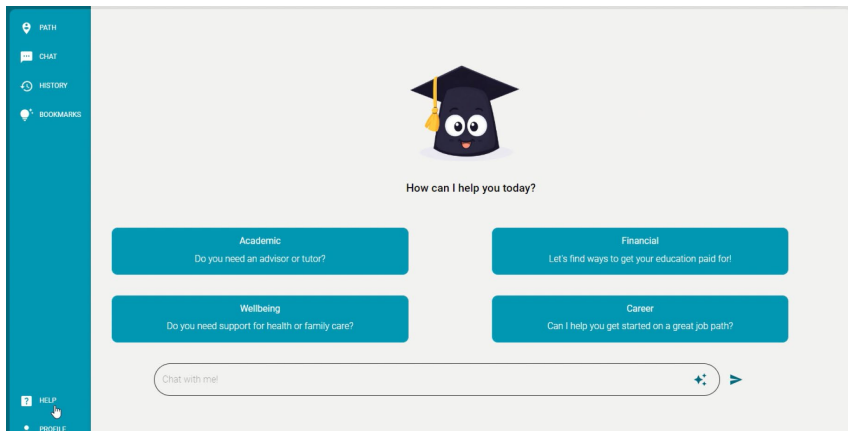 PATH
CHAT
HISTORY
BOOKMARKS
How can I help you today?
Academic
Do you need an advisor or tutor?
Financial
Let's find ways to get your education paid for!
Wellbeing
Do you need support for health or family care?
Career
Can I help you get started on a great job path?
Chat with me!
? HELP
PROFILE